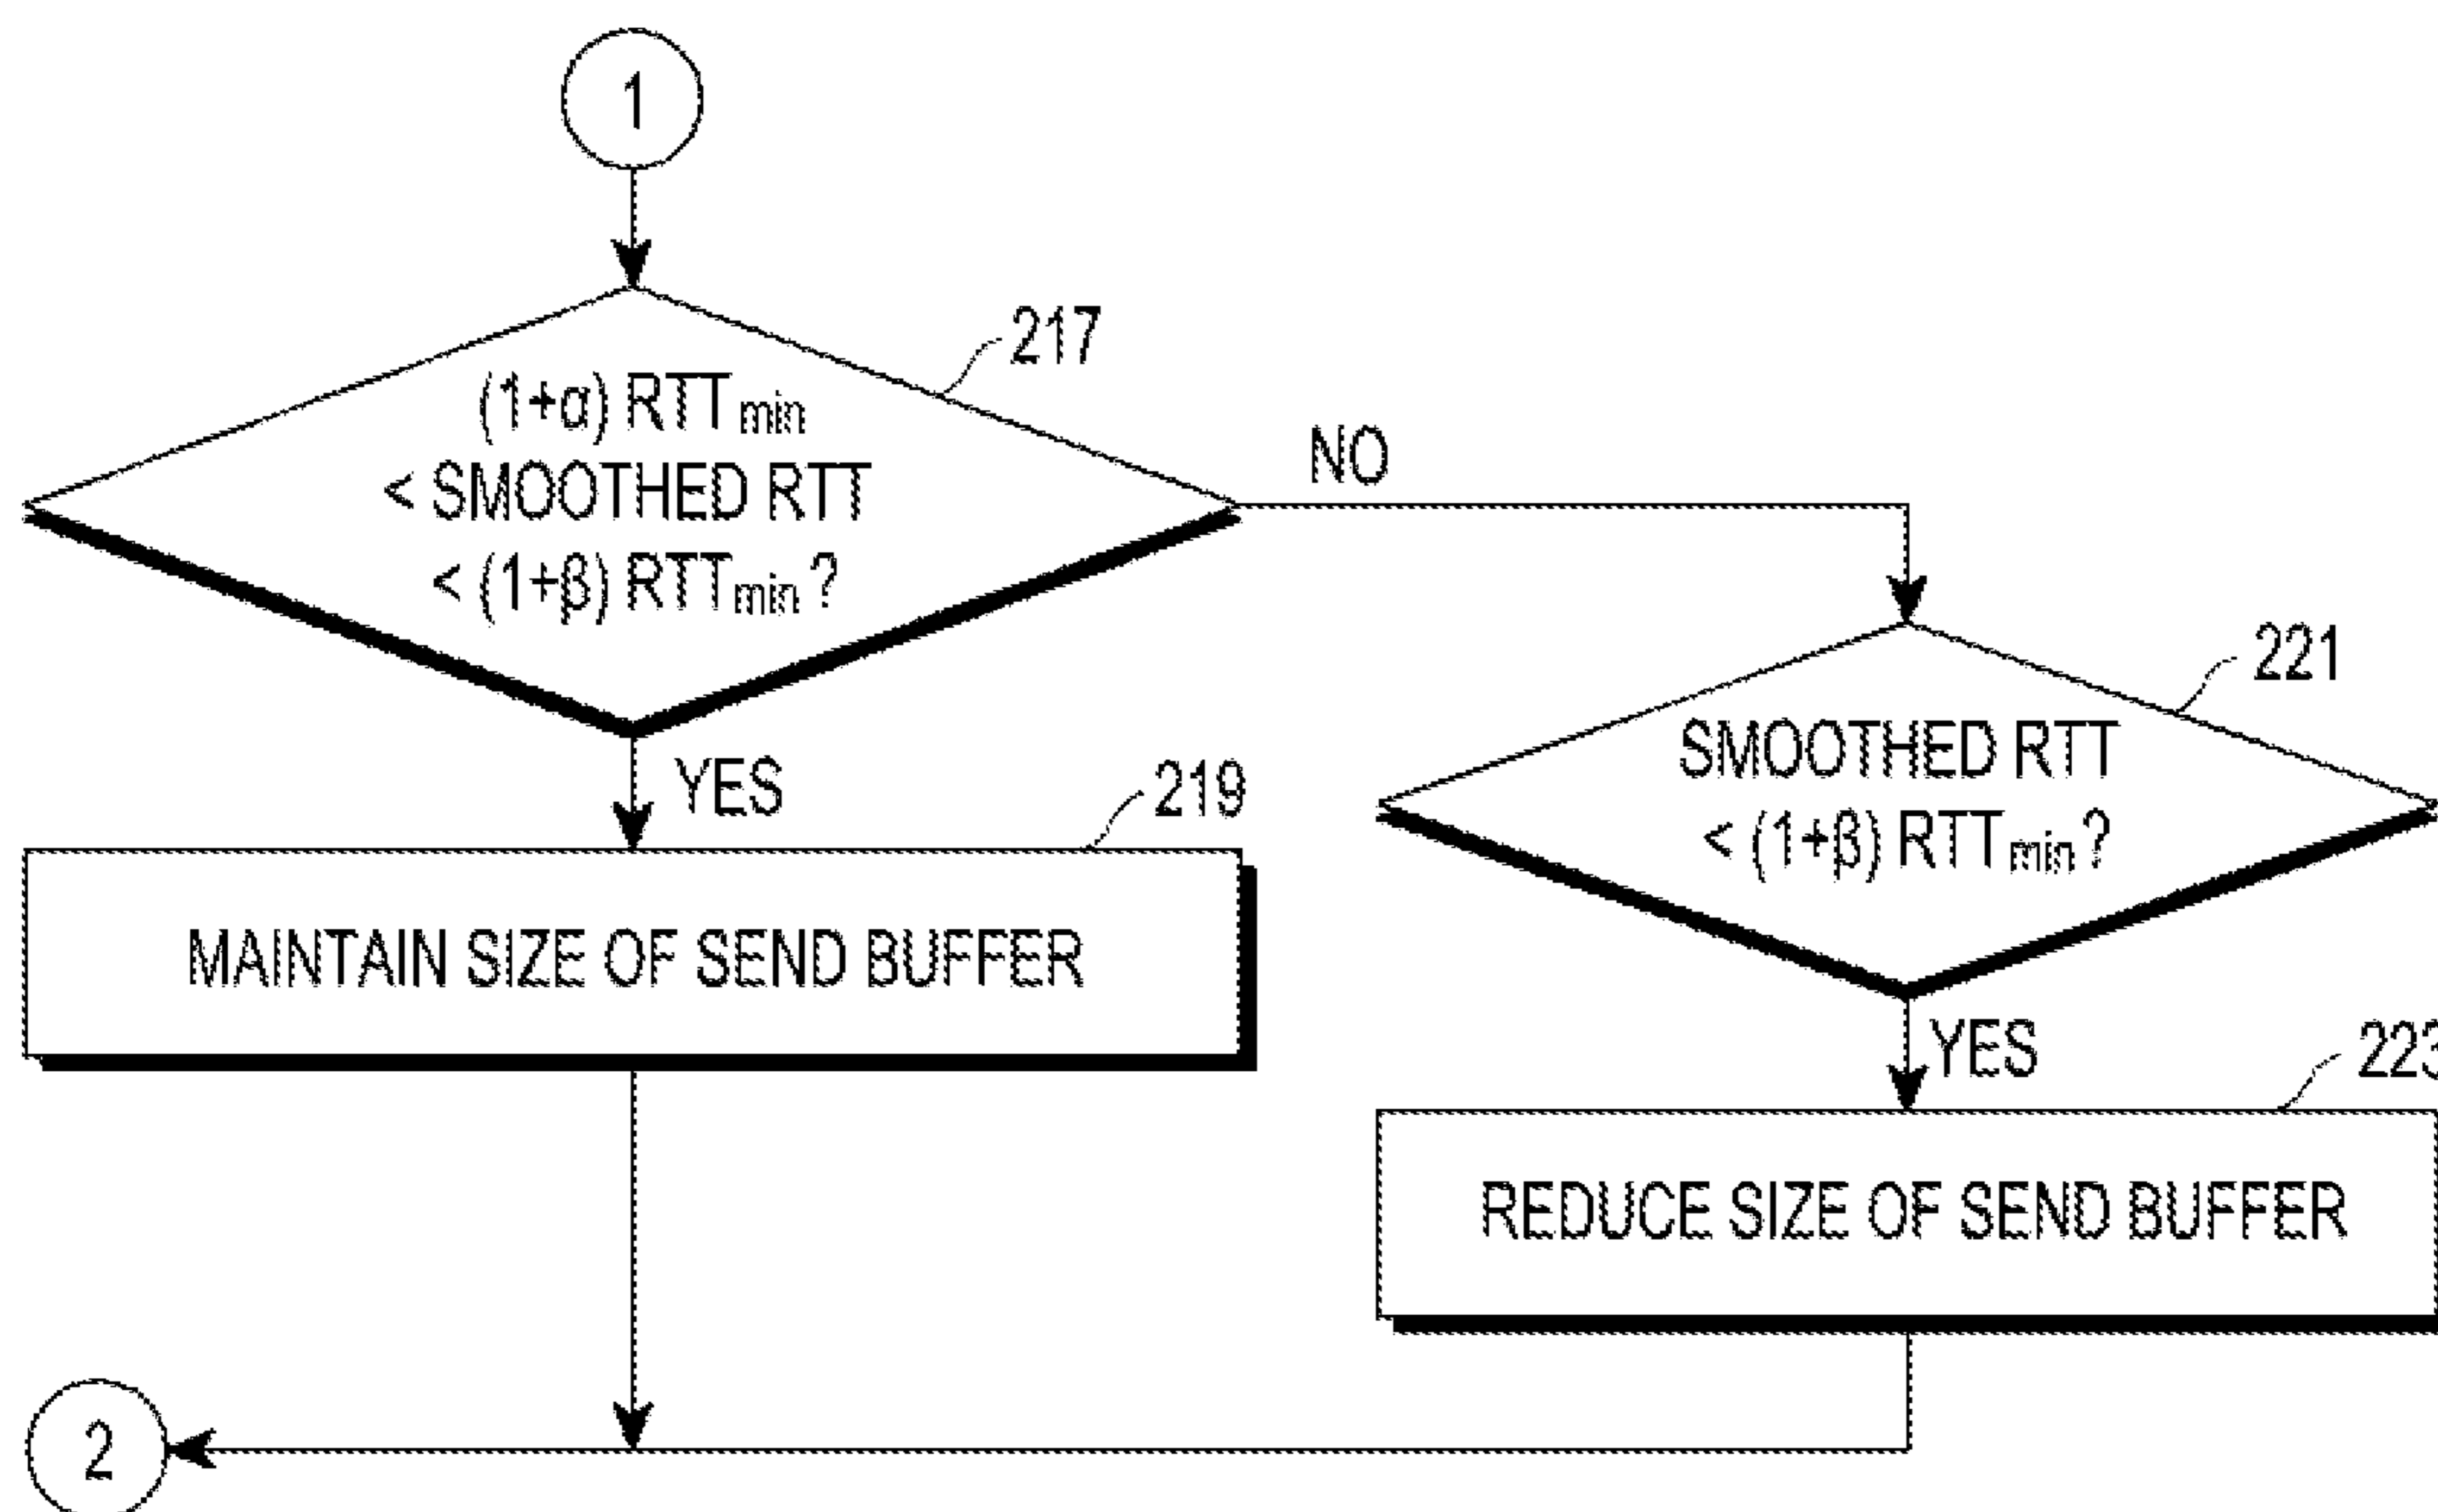 1
217
(1+α) RTTmin
< SMOOTHED RTT
< (1+β) RTTmin ?
NO
221
SMOOTHED RTT
< (1+β) RTTmin ?
YES
219
MAINTAIN SIZE OF SEND BUFFER
YES
223
REDUCE SIZE OF SEND BUFFER
2